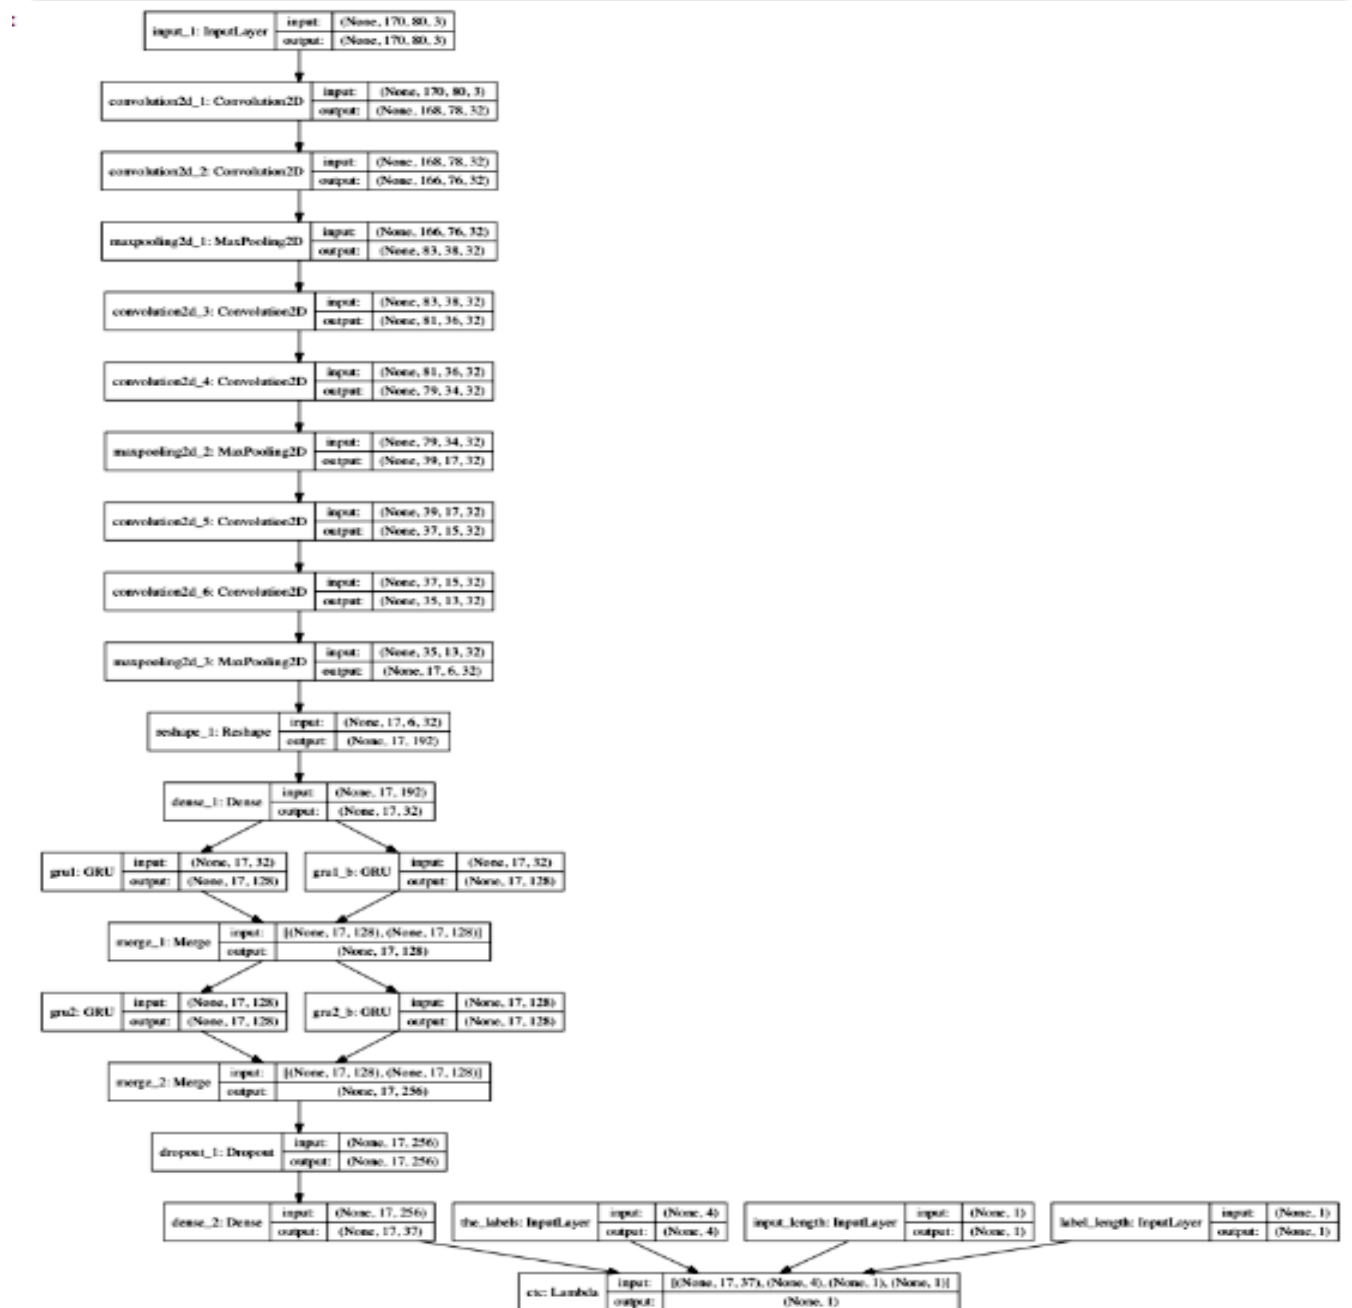 :
input_1: InputLayer input: (None, 170, 80, 3)
output: (None, 170, 80, 3)
convolution2d_1: Convolution2D input: (None, 170, 80, 3)
output: (None, 168, 78, 32)
convolution2d_2: Convolution2D input: (None, 168, 78, 32)
output: (None, 166, 76, 32)
maxpooling2d_1: MaxPooling2D input: (None, 166, 76, 32)
output: (None, 83, 38, 32)
convolution2d_3: Convolution2D input: (None, 83, 38, 32)
output: (None, 81, 36, 32)
convolution2d_4: Convolution2D input: (None, 81, 36, 32)
output: (None, 79, 34, 32)
maxpooling2d_2: MaxPooling2D input: (None, 79, 34, 32)
output: (None, 39, 17, 32)
convolution2d_5: Convolution2D input: (None, 39, 17, 32)
output: (None, 37, 15, 32)
convolution2d_6: Convolution2D input: (None, 37, 15, 32)
output: (None, 35, 13, 32)
maxpooling2d_3: MaxPooling2D input: (None, 35, 13, 32)
output: (None, 17, 6, 32)
reshape_1: Reshape input: (None, 17, 6, 32)
output: (None, 17, 192)
dense_1: Dense input: (None, 17, 192)
output: (None, 17, 32)
gru1: GRU input: (None, 17, 32)
output: (None, 17, 128)
gru1_b: GRU input: (None, 17, 32)
output: (None, 17, 128)
merge_1: Merge input: [(None, 17, 128), (None, 17, 128)]
output: (None, 17, 128)
gru2: GRU input: (None, 17, 128)
output: (None, 17, 128)
gru2_b: GRU input: (None, 17, 128)
output: (None, 17, 128)
merge_2: Merge input: [(None, 17, 128), (None, 17, 128)]
output: (None, 17, 256)
dropout_1: Dropout input: (None, 17, 256)
output: (None, 17, 256)
dense_2: Dense input: (None, 17, 256)
output: (None, 17, 37)
the_labels: InputLayer input: (None, 4)
output: (None, 4)
input_length: InputLayer input: (None, 1)
output: (None, 1)
label_length: InputLayer input: (None, 1)
output: (None, 1)
ctc: Lambda input: [(None, 17, 37), (None, 4), (None, 1), (None, 1)]
output: (None, 1)